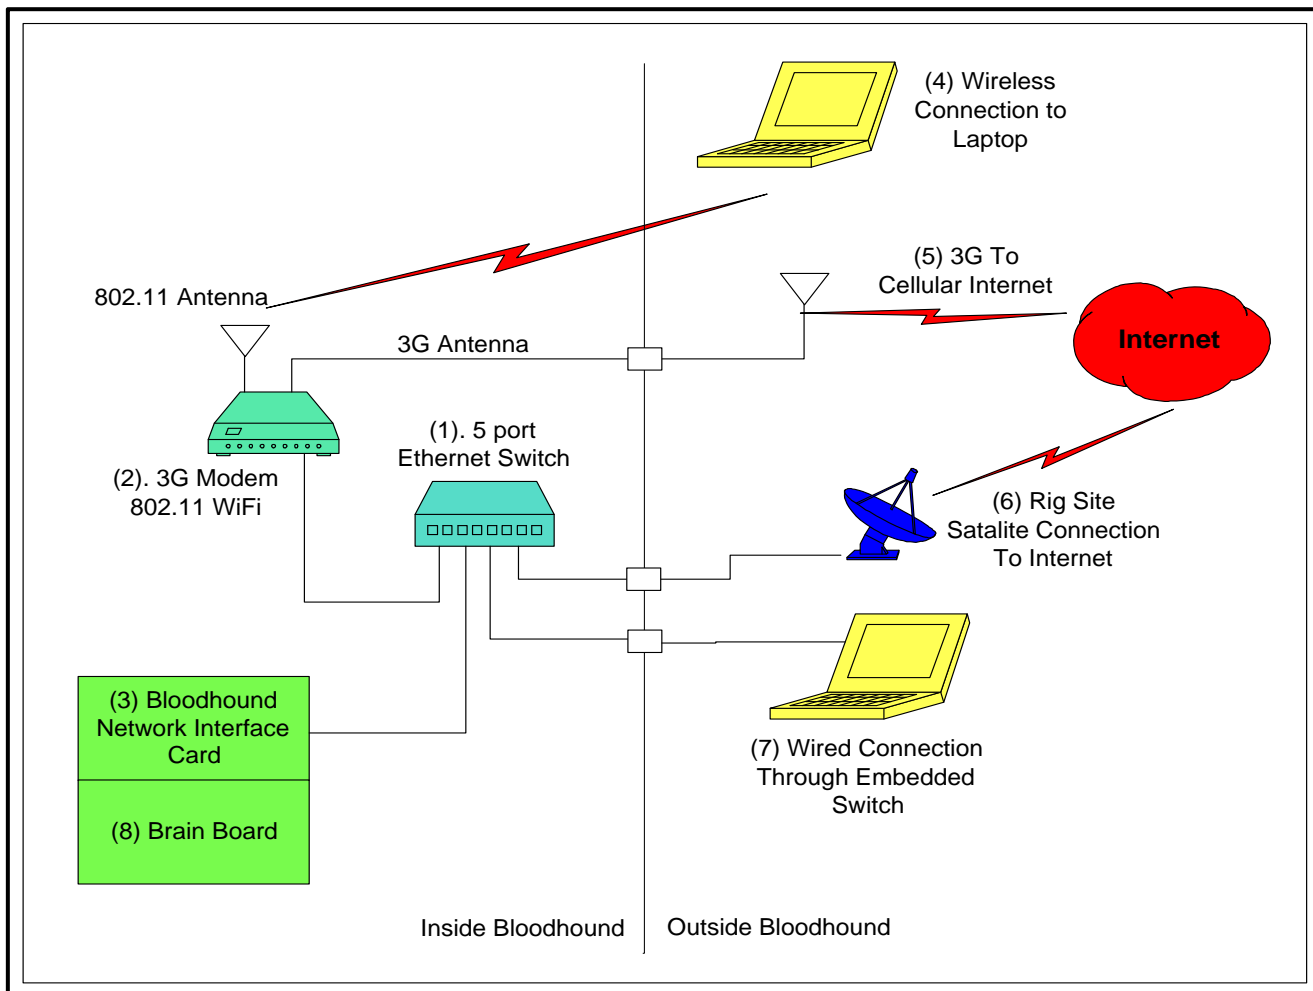 (4) Wireless
Connection to
Laptop
(5) 3G To
Cellular Internet
802.11 Antenna
3G Antenna
Internet
(1). 5 port
Ethernet Switch
(2). 3G Modem
802.11 WiFi
(6) Rig Site
Satalite Connection
To Internet
(3) Bloodhound
Network Interface
Card
(7) Wired Connection
Through Embedded
Switch
(8) Brain Board
Inside Bloodhound
Outside Bloodhound